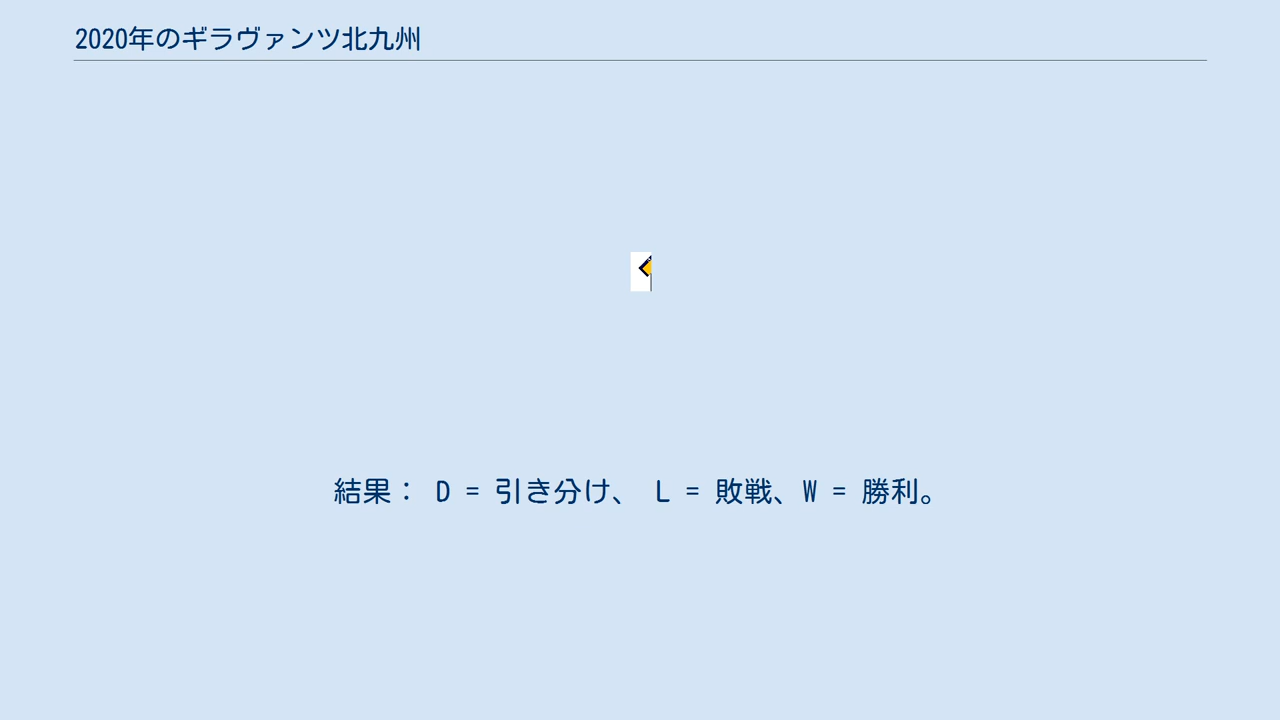 2020年のギラヴァンツ北九州
結果： D = 引き分け、 L = 敗戦、W = 勝利。